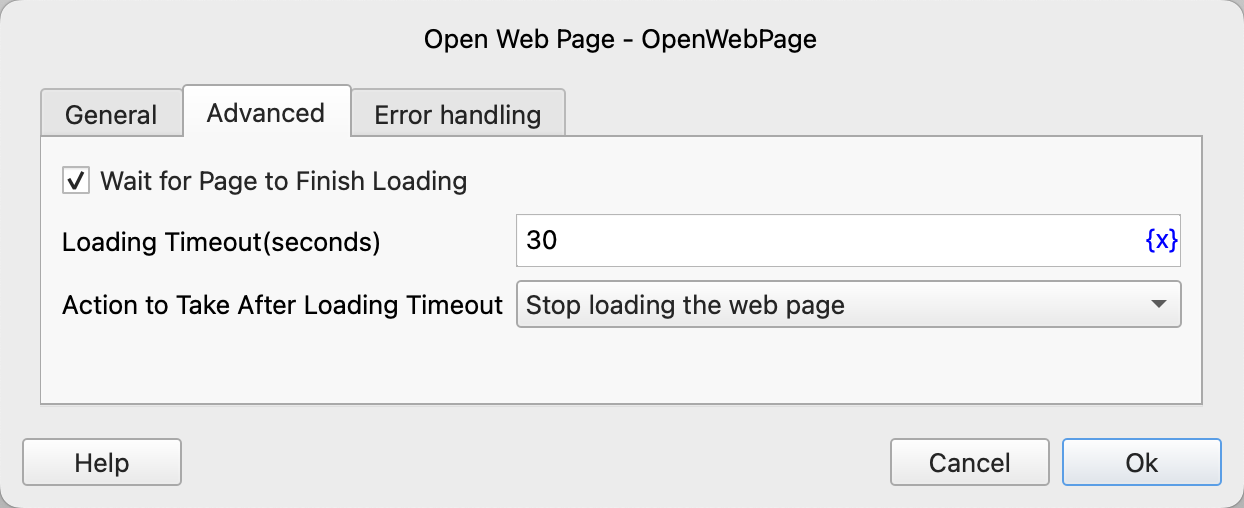 Open Web Page - OpenWebPage
General Advanced Error handling
Wait for Page to Finish Loading
Loading Timeout(seconds) 30 {x}
Action to Take After Loading Timeout Stop loading the web page
Help Cancel Ok